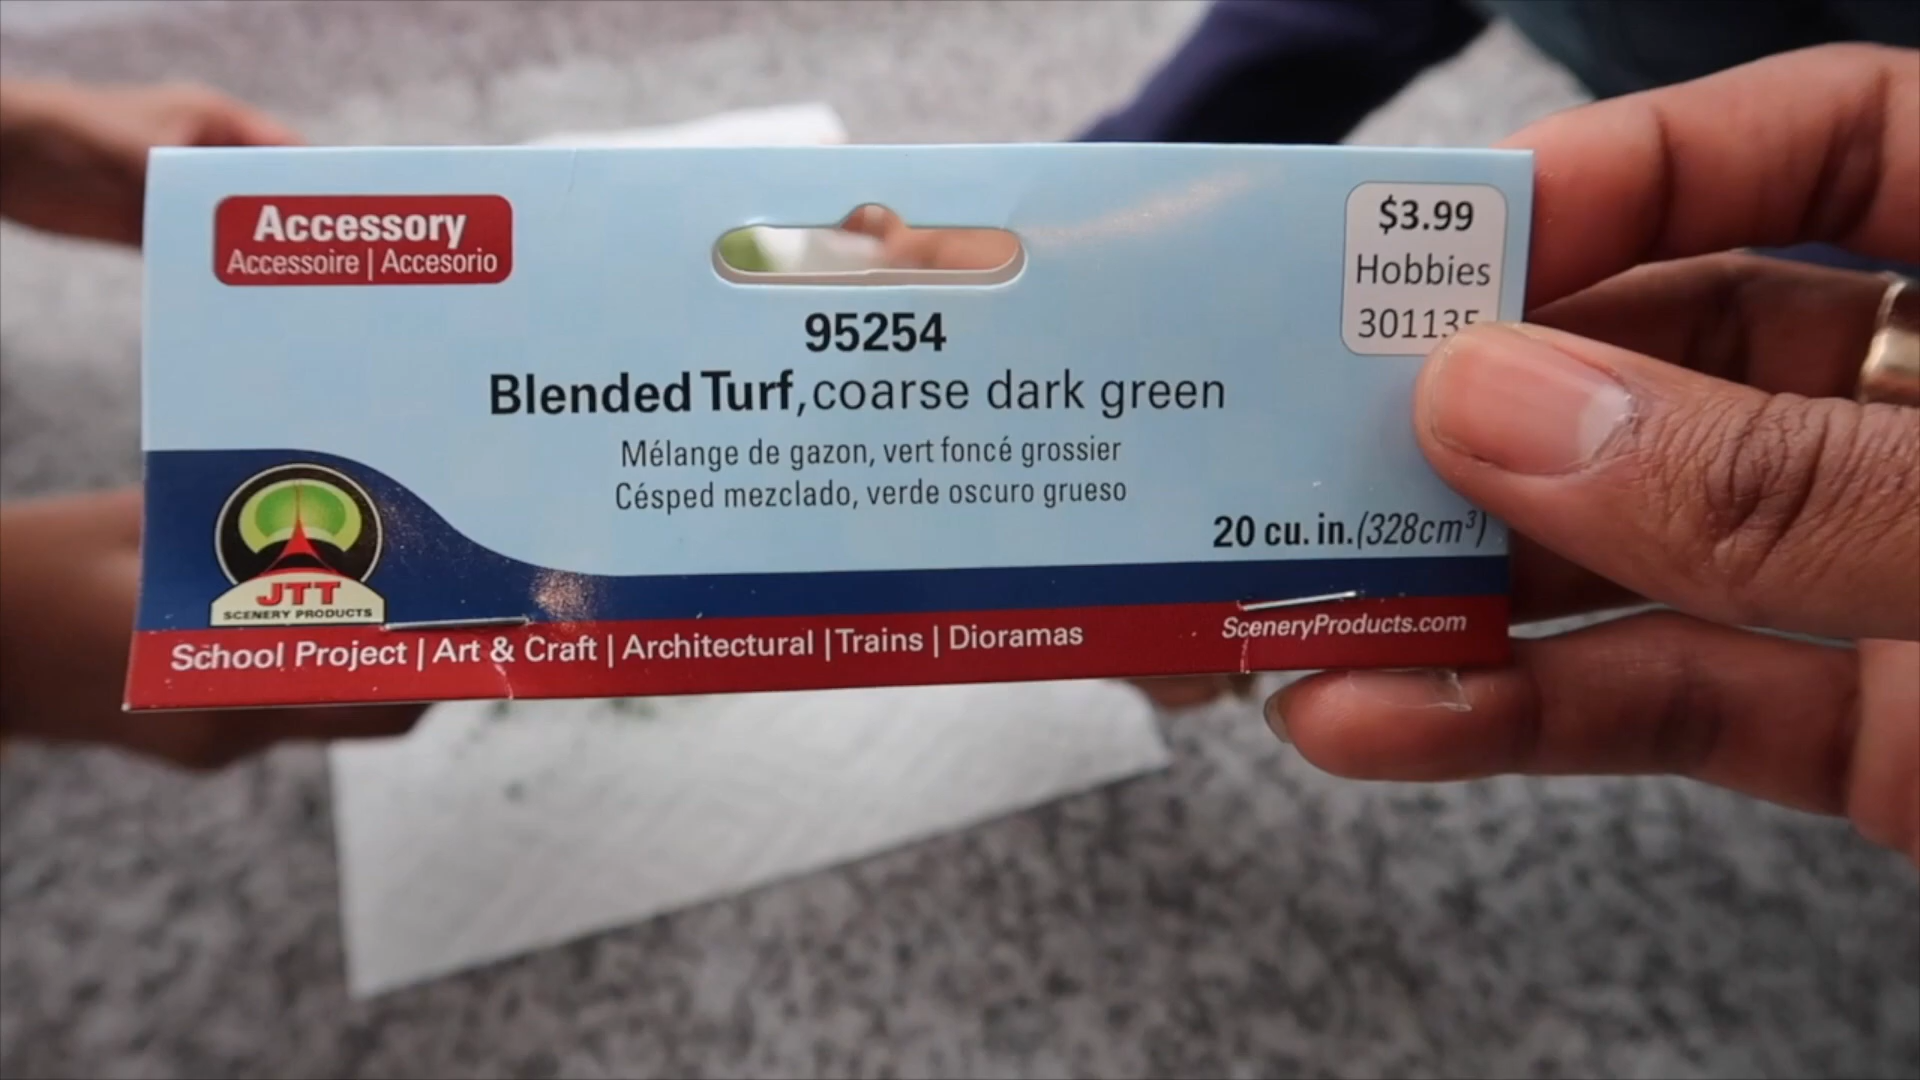 Accessory
Accessoire | Accesorio
$3.99
Hobbies
95254
Blended Turf, coarse dark green
Mélange de gazon, vert foncé grossier
Césped mezclado, verde oscuro grueso
20 cu. in. (328cm³)
JTT
SCENERY PRODUCTS
School Project | Art & Craft | Architectural | Trains | Dioramas
SceneryProducts.com